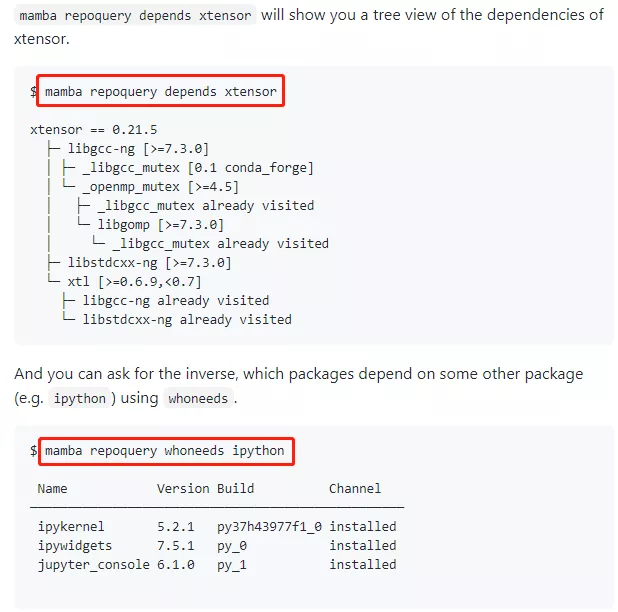 mamba repoquery depends xtensor will show you a tree view of the dependencies of
xtensor.
$ mamba repoquery depends xtensor
xtensor == 0.21.5
├─ libgcc-ng [>=7.3.0]
│ ├─ _libgcc_mutex [0.1 conda_forge]
│ └─ _openmp_mutex [>=4.5]
│   ├─ _libgcc_mutex already visited
│   └─ libgomp [>=7.3.0]
│     └─ _libgcc_mutex already visited
├─ libstdcxx-ng [>=7.3.0]
└─ xtl [>=0.6.9,<0.7]
  ├─ libgcc-ng already visited
  └─ libstdcxx-ng already visited
And you can ask for the inverse, which packages depend on some other package
(e.g. ipython ) using whoneeds .
$ mamba repoquery whoneeds ipython
Name Version Build Channel
ipykernel 5.2.1 py37h43977f1_0 installed
ipywidgets 7.5.1 py_0 installed
jupyter_console 6.1.0 py_1 installed